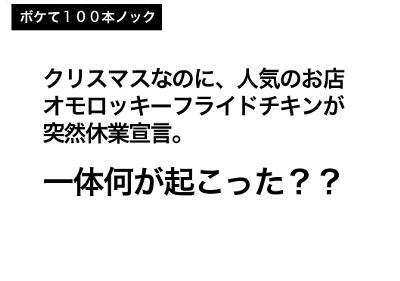 ボケて１００本ノック
クリスマスなのに、人気のお店
オモロッキーフライドチキンが
突然休業宣言。
一体何が起こった？？